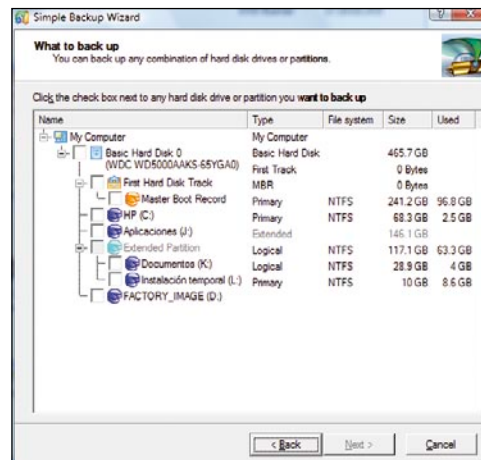 Simple Backup Wizard
What to back up
You can back up any combination of hard disk drives or partitions.
Click the check box next to any hard disk drive or partition you want to back up
Name Type File system Size Used
My Computer My Computer
Basic Hard Disk 0 Basic Hard Disk 465.7 GB
(WDC WD5000AAKS-65YGA0) First Track 0 Bytes
First Hard Disk Track MBR 0 Bytes
Master Boot Record Primary NTFS 241.2 GB 96.8 GB
HP (C:) Primary NTFS 68.3 GB 2.5 GB
Aplicaciones (J:) Extended 146.1 GB
Extended Partition Logical NTFS 117.1 GB 63.3 GB
Documentos (K:) Logical NTFS 28.9 GB 4 GB
Instalación temporal (L:) Primary NTFS 10 GB 8.6 GB
FACTORY_IMAGE (D:)
< Back Next > Cancel